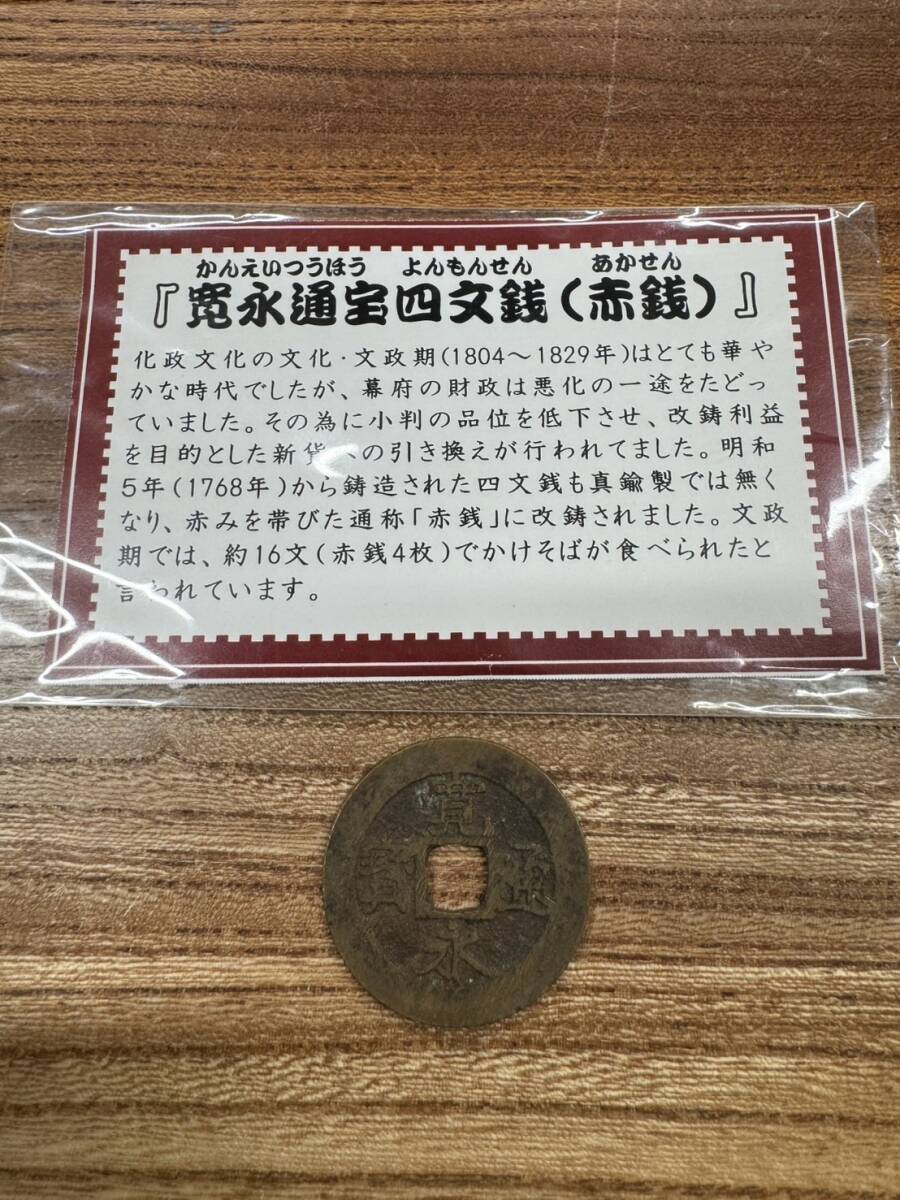 かんえいつうほう よんもんせん あかせん
『寛永通宝四文銭(赤銭)』
化政文化の文化・文政期(1804〜1829年)はとても華や
かな時代でしたが、幕府の財政は悪化の一途をたどっ
ていました。その為に小判の品位を低下させ、改鋳利益
を目的とした新貨への引き換えが行われてました。明和
5年(1768年)から鋳造された四文銭も真鍮製では無く
なり、赤みを帯びた通称「赤銭」に改鋳されました。文政
期では、約16文(赤銭4枚)でかけそばが食べられたと
言われています。
寛永通寳